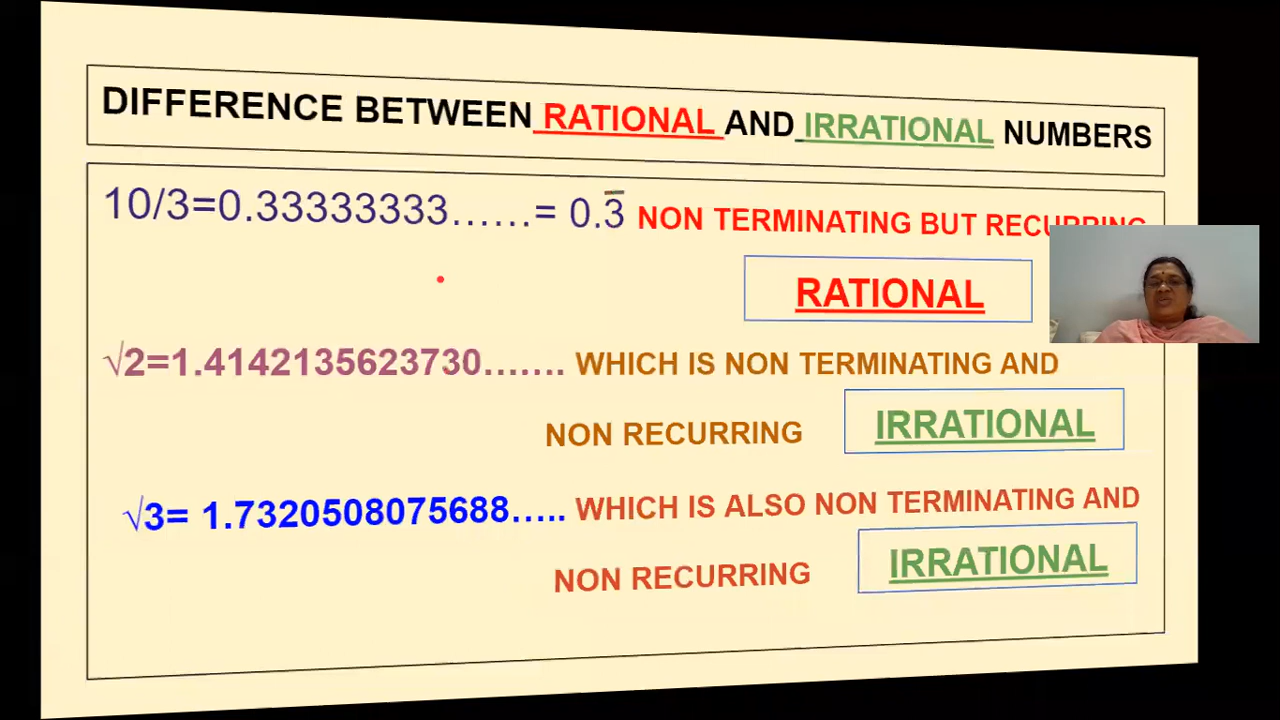 DIFFERENCE BETWEEN RATIONAL AND IRRATIONAL NUMBERS
10/3=0.33333333......= 0.3̅ NON TERMINATING BUT RECURRING
RATIONAL
√2=1.4142135623730....... WHICH IS NON TERMINATING AND
NON RECURRING IRRATIONAL
√3= 1.7320508075688..... WHICH IS ALSO NON TERMINATING AND
NON RECURRING IRRATIONAL